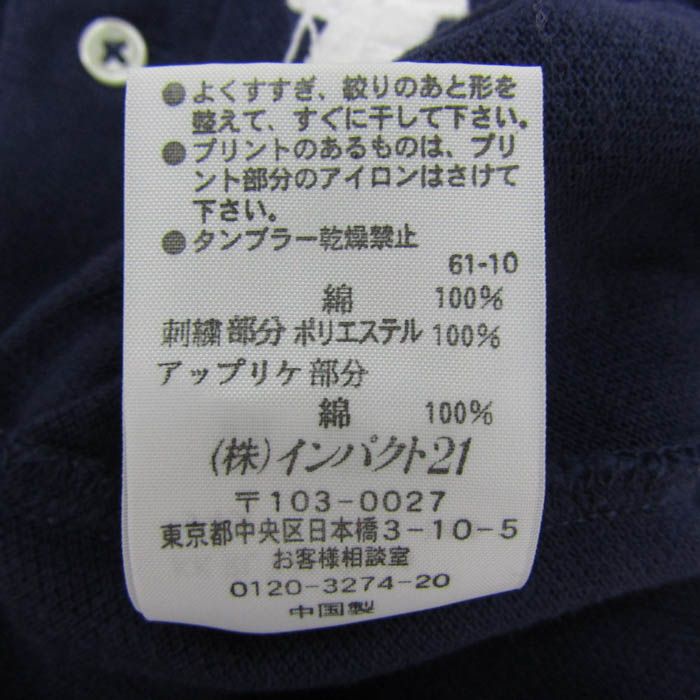 ●よくすすぎ、絞りのあと形を
整えて、すぐに干して下さい。
●プリントのあるものは、プリ
ント部分のアイロンはさけて
下さい。
●タンブラー乾燥禁止
61-10
綿 100%
刺繍部分 ポリエステル 100%
アップリケ部分
綿 100%
(株)インパクト21
〒103-0027
東京都中央区日本橋3-10-5
お客様相談室
0120-3274-20
中国製